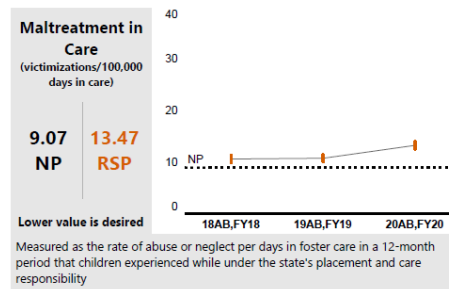 Maltreatment in
Care
(victimizations/100,000
days in care)
9.07 13.47
NP RSP
Lower value is desired
40
30
20
10
0
NP
18AB,FY18 19AB,FY19 20AB,FY20
Measured as the rate of abuse or neglect per days in foster care in a 12-month
period that children experienced while under the state's placement and care
responsibility